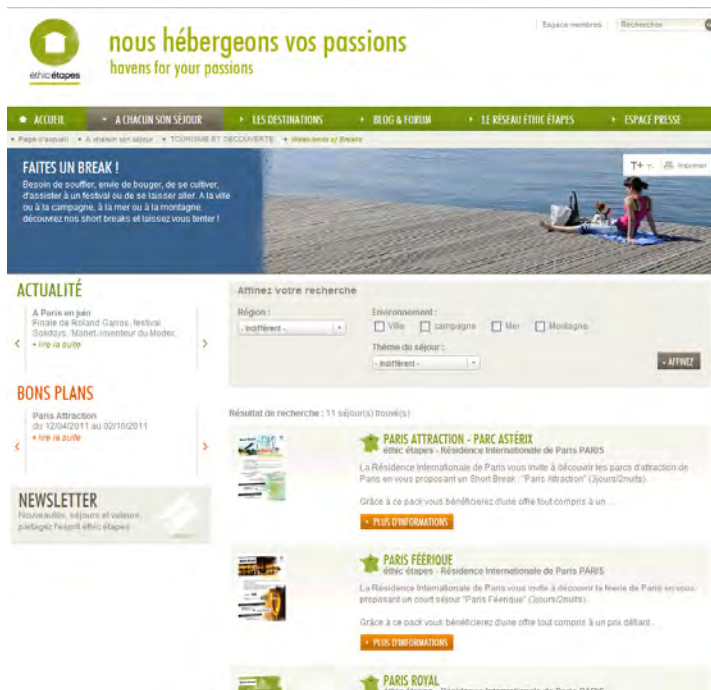 nous hébergeons vos passions
havens for your passions
éthic étapes
Espace membres
Rechercher
ACCUEIL
A CHACUN SON SÉJOUR
LES DESTINATIONS
BLOG & FORUM
LE RÉSEAU ÉTHIC ÉTAPES
ESPACE PRESSE
Page d'accueil
A chacun son séjour
TOURISME ET DECOUVERTE
Week-ends w/ Breaks
FAITES UN BREAK !
Besoin de souffler, envie de bouger, de se cultiver,
d'assister à un festival ou de se laisser aller. A la ville
ou à la campagne, à la mer ou à la montagne,
découvrez nos short breaks et laissez vous tenter !
T+ T-
Imprimer
ACTUALITÉ
A Paris en juin
Finale de Roland Garros, festival
Solidays, Manet, inventeur du Moder...
lire la suite
BONS PLANS
Paris Attraction
du 12/04/2011 au 02/10/2011
lire la suite
NEWSLETTER
Nouveautés, séjours et valeurs,
partagez l'esprit éthic étapes
Affinez votre recherche
Région :
- Indifférent -
Environnement :
Ville
campagne
Mer
Montagne
Thème du séjour :
- Indifférent -
AFFINEZ
Résultat de recherche : 11 séjour(s) trouvé(s)
PARIS ATTRACTION - PARC ASTÉRIX
éthic étapes - Résidence Internationale de Paris PARIS
La Résidence Internationale de Paris vous invite à découvrir les parcs d'attraction de
Paris en vous proposant un Short Break : "Paris Attraction" (3jours/2nuits).
Grâce à ce pack vous bénéficierez d'une offre tout compris à un ...
PLUS D'INFORMATIONS
PARIS FÉÉRIQUE
éthic étapes - Résidence Internationale de Paris PARIS
La Résidence Internationale de Paris vous invite à découvrir la féerie de Paris en vous
proposant un court séjour "Paris Féerique" (3jours/2nuits).
Grâce à ce pack vous bénéficierez d'une offre tout compris à un prix défiant ...
PLUS D'INFORMATIONS
PARIS ROYAL
éthic étapes - Résidence Internationale de Paris PARIS